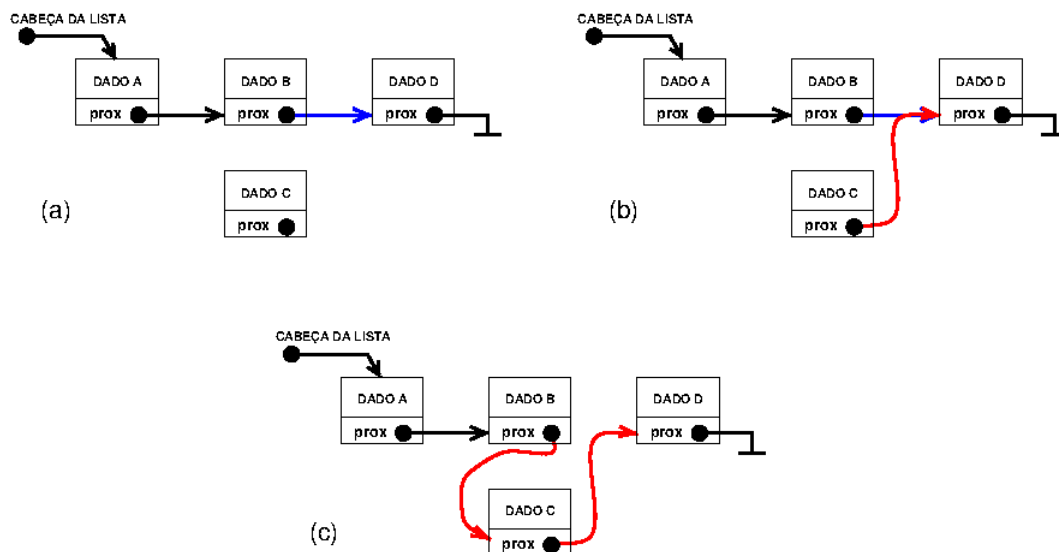 CABEÇA DA LISTA
DADO A
DADO B
DADO D
prox
prox
prox
DADO C
prox
(a)
CABEÇA DA LISTA
DADO A
DADO B
DADO D
prox
prox
prox
DADO C
prox
(b)
CABEÇA DA LISTA
DADO A
DADO B
DADO D
prox
prox
prox
DADO C
prox
(c)